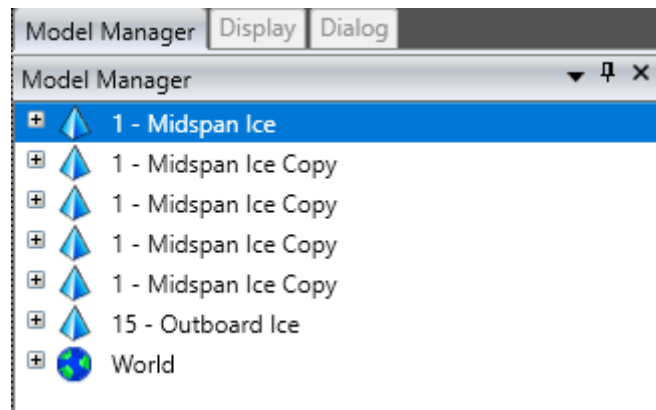 Model Manager Display Dialog
Model Manager
1 - Midspan Ice
1 - Midspan Ice Copy
1 - Midspan Ice Copy
1 - Midspan Ice Copy
1 - Midspan Ice Copy
15 - Outboard Ice
World